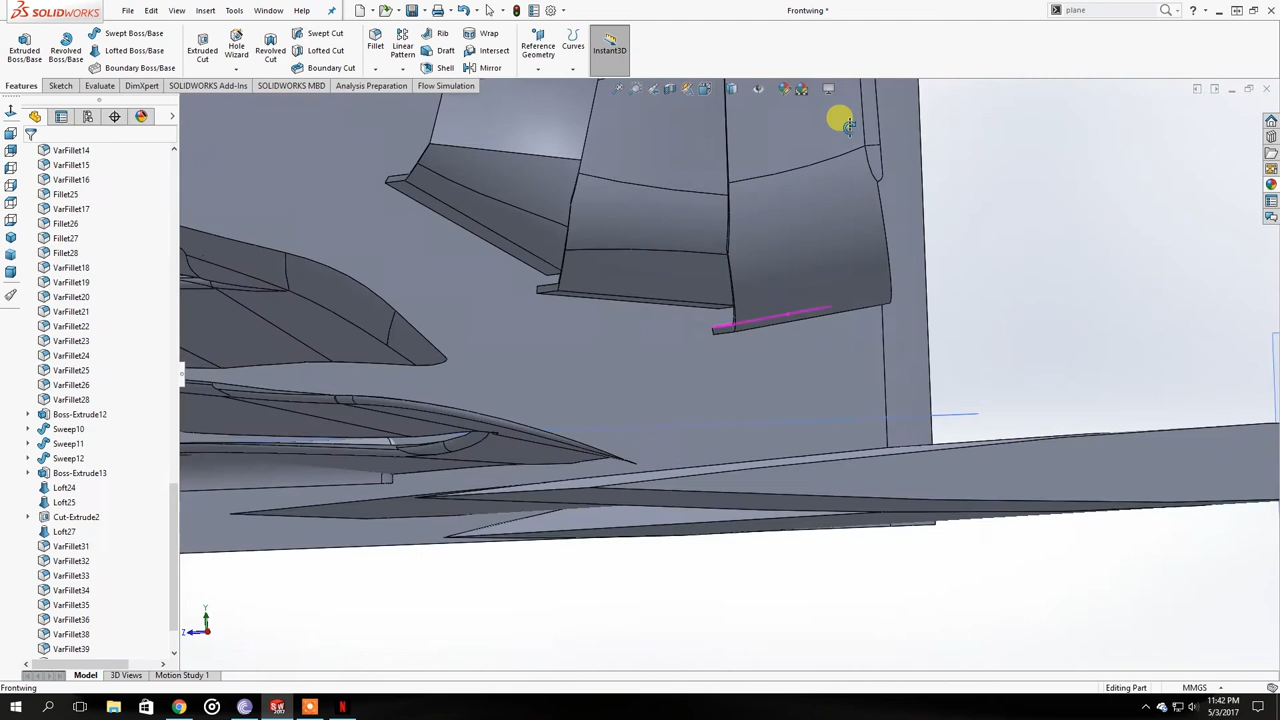 SOLIDWORKS
File Edit View Insert Tools Window Help
Frontwing *
plane
Extruded Boss/Base
Revolved Boss/Base
Swept Boss/Base
Lofted Boss/Base
Boundary Boss/Base
Extruded Cut
Hole Wizard
Revolved Cut
Swept Cut
Lofted Cut
Boundary Cut
Fillet
Linear Pattern
Rib
Draft
Shell
Wrap
Intersect
Mirror
Reference Geometry
Curves
Instant3D
Features Sketch Evaluate DimXpert SOLIDWORKS Add-Ins SOLIDWORKS MBD Analysis Preparation Flow Simulation
VarFillet14
VarFillet15
VarFillet16
Fillet25
VarFillet17
Fillet26
Fillet27
Fillet28
VarFillet18
VarFillet19
VarFillet20
VarFillet21
VarFillet22
VarFillet23
VarFillet24
VarFillet25
VarFillet26
VarFillet28
Boss-Extrude12
Sweep10
Sweep11
Sweep12
Boss-Extrude13
Loft24
Loft25
Cut-Extrude2
Loft27
VarFillet31
VarFillet32
VarFillet33
VarFillet34
VarFillet35
VarFillet36
VarFillet38
VarFillet39
Y
Z
Model 3D Views Motion Study 1
Frontwing
Editing Part
MMGS
SW
2017
N
11:42 PM
5/3/2017